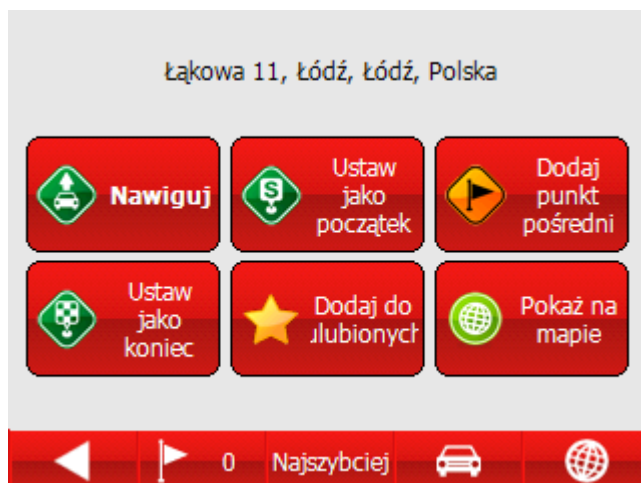 Łąkowa 11, Łódź, Łódź, Polska
Nawiguj
Ustaw
jako
początek
Dodaj
punkt
pośredni
Ustaw
jako
koniec
Dodaj do
ulubionych
Pokaż na
mapie
0
Najszybciej